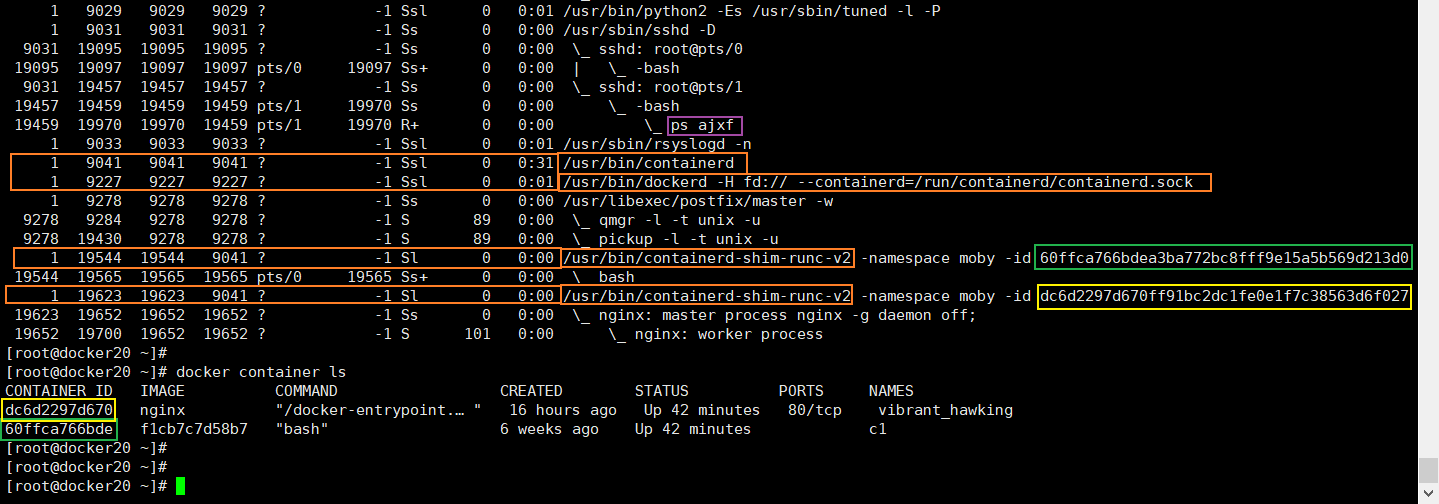 1 9029 9029 9029 ? -1 Ssl 0 0:01 /usr/bin/python2 -Es /usr/sbin/tuned -l -P
1 9031 9031 9031 ? -1 Ss 0 0:00 /usr/sbin/sshd -D
9031 19095 19095 19095 ? -1 Ss 0 0:00 \_ sshd: root@pts/0
19095 19097 19097 19097 pts/0 19097 Ss+ 0 0:00 | \_ -bash
9031 19457 19457 19457 ? -1 Ss 0 0:00 \_ sshd: root@pts/1
19457 19459 19459 19459 pts/1 19970 Ss 0 0:00 \_ -bash
19459 19970 19970 19459 pts/1 19970 R+ 0 0:00 \_ ps ajxf
1 9033 9033 9033 ? -1 Ssl 0 0:01 /usr/sbin/rsyslogd -n
1 9041 9041 9041 ? -1 Ssl 0 0:31 /usr/bin/containerd
1 9227 9227 9227 ? -1 Ssl 0 0:01 /usr/bin/dockerd -H fd:// --containerd=/run/containerd/containerd.sock
1 9278 9278 9278 ? -1 Ss 0 0:00 /usr/libexec/postfix/master -w
9278 9284 9278 9278 ? -1 S 89 0:00 \_ qmgr -l -t unix -u
9278 19430 9278 9278 ? -1 S 89 0:00 \_ pickup -l -t unix -u
1 19544 19544 9041 ? -1 Sl 0 0:00 /usr/bin/containerd-shim-runc-v2 -namespace moby -id 60ffca766bdea3ba772bc8fff9e15a5b569d213d0
19544 19565 19565 19565 pts/0 19565 Ss+ 0 0:00 \_ bash
1 19623 19623 9041 ? -1 Sl 0 0:00 /usr/bin/containerd-shim-runc-v2 -namespace moby -id dc6d2297d670ff91bc2dc1fe0e1f7c38563d6f027
19623 19652 19652 19652 ? -1 Ss 0 0:00 \_ nginx: master process nginx -g daemon off;
19652 19700 19652 19652 ? -1 S 101 0:00 \_ nginx: worker process
[root@docker20 ~]#
[root@docker20 ~]# docker container ls
CONTAINER ID IMAGE COMMAND CREATED STATUS PORTS NAMES
dc6d2297d670 nginx "/docker-entrypoint.… " 16 hours ago Up 42 minutes 80/tcp vibrant_hawking
60ffca766bde f1cb7c7d58b7 "bash" 6 weeks ago Up 42 minutes c1
[root@docker20 ~]#
[root@docker20 ~]#
[root@docker20 ~]#